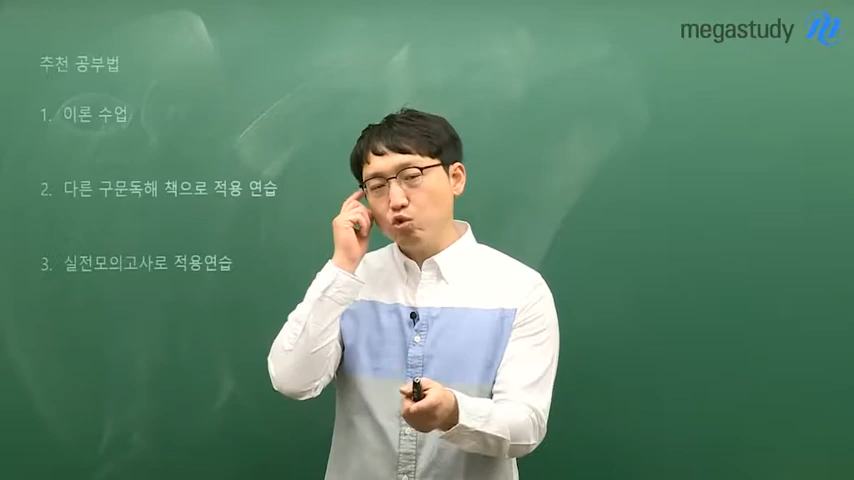 megastudy
추천 공부법
1. 이론 수업
2. 다른 구문독해 책으로 적용 연습
3. 실전모의고사로 적용연습